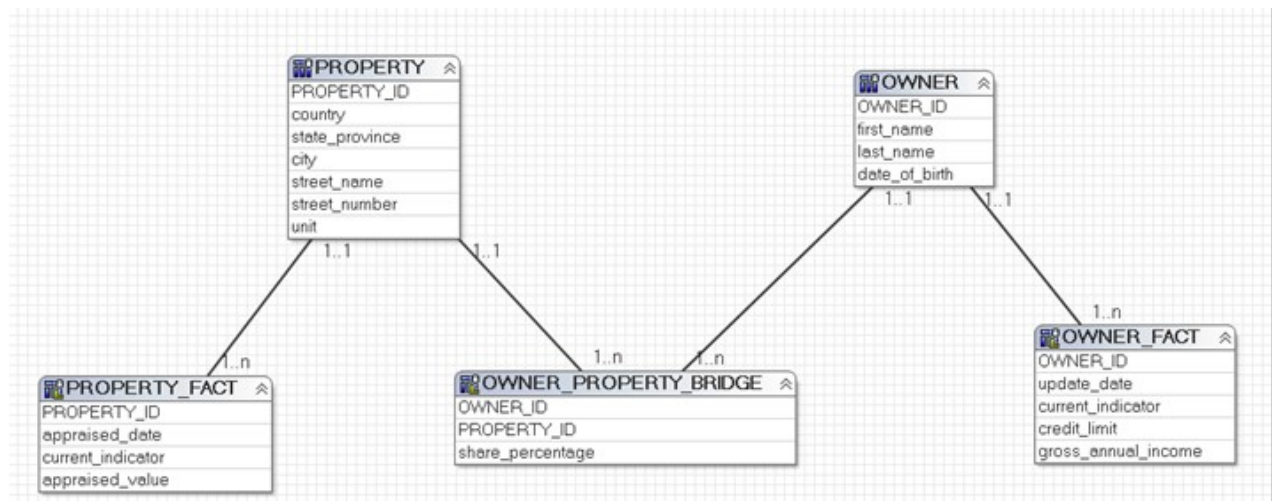 PROPERTY
PROPERTY_ID
country
state_province
city
street_name
street_number
unit
1..1
1..1
OWNER
OWNER_ID
first_name
last_name
date_of_birth
1..1
1..1
1..n
PROPERTY_FACT
PROPERTY_ID
appraised_date
current_indicator
appraised_value
1..n
1..n
OWNER_PROPERTY_BRIDGE
OWNER_ID
PROPERTY_ID
share_percentage
1..n
OWNER_FACT
OWNER_ID
update_date
current_indicator
credit_limit
gross_annual_income